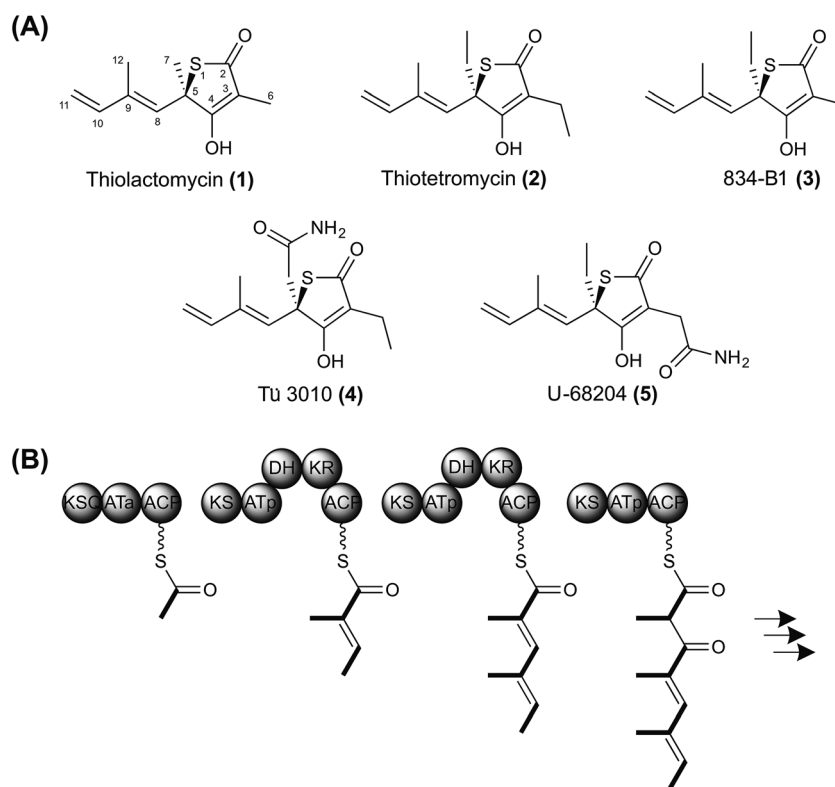 (A)
O
12
7
S
1
2
11
9
5
3
6
4
10
8
OH
Thiolactomycin (1)
S
O
OH
Thiotetromycin (2)
S
O
OH
834-B1 (3)
O
NH2
S
O
OH
Tü 3010 (4)
S
O
OH
NH2
O
U-68204 (5)
(B)
DH KR DH KR
KSQ ATa ACP KS ATp ACP KS ATp ACP KS ATp ACP
S S S S
O O O O
O